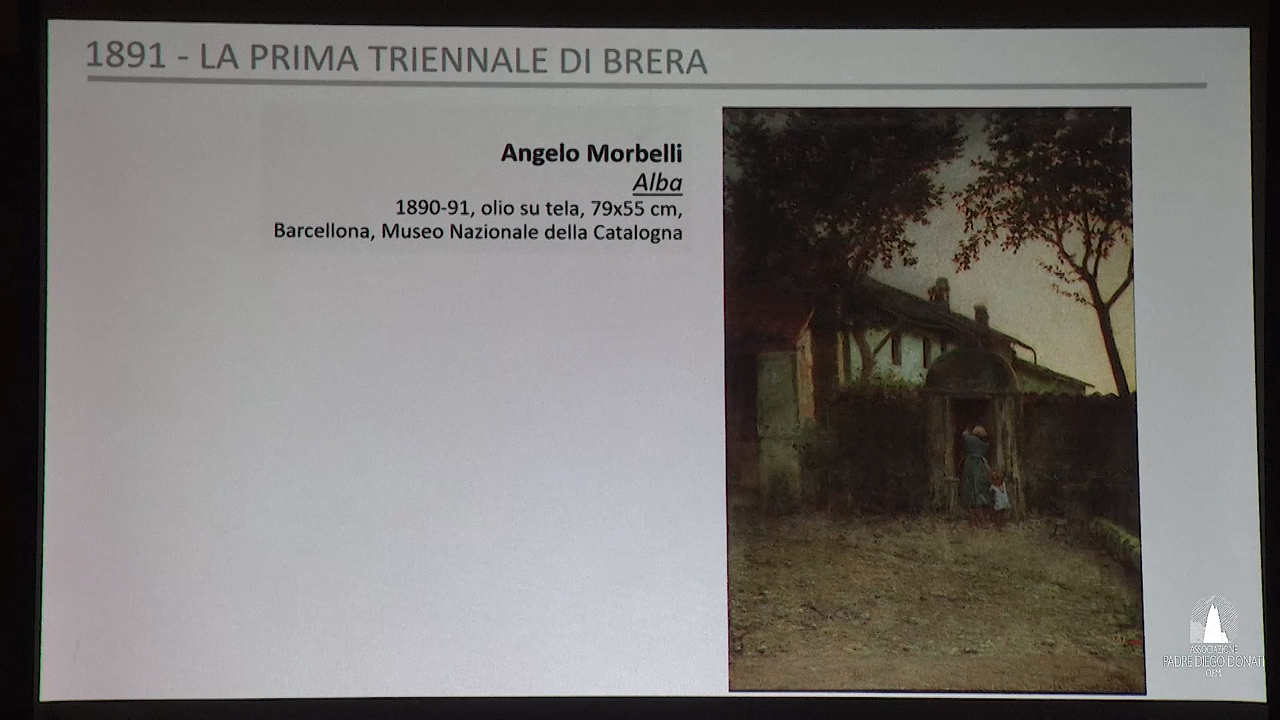 1891 - LA PRIMA TRIENNALE DI BRERA
Angelo Morbelli
Alba
1890-91, olio su tela, 79x55 cm,
Barcellona, Museo Nazionale della Catalogna
ASSOCIAZIONE
PADRE DIEGO DONATI
OFM